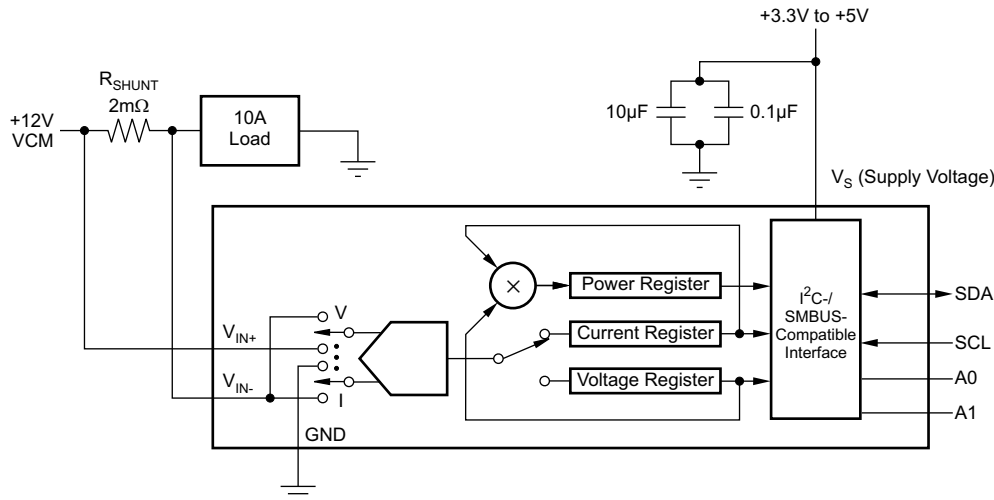 +3.3V to +5V
R_SHUNT
2mΩ
+12V
VCM
10A
Load
10µF
0.1µF
V_S (Supply Voltage)
×
Power Register
Current Register
Voltage Register
I²C-/
SMBUS-
Compatible
Interface
SDA
SCL
A0
A1
V
V_IN+
V_IN-
I
GND